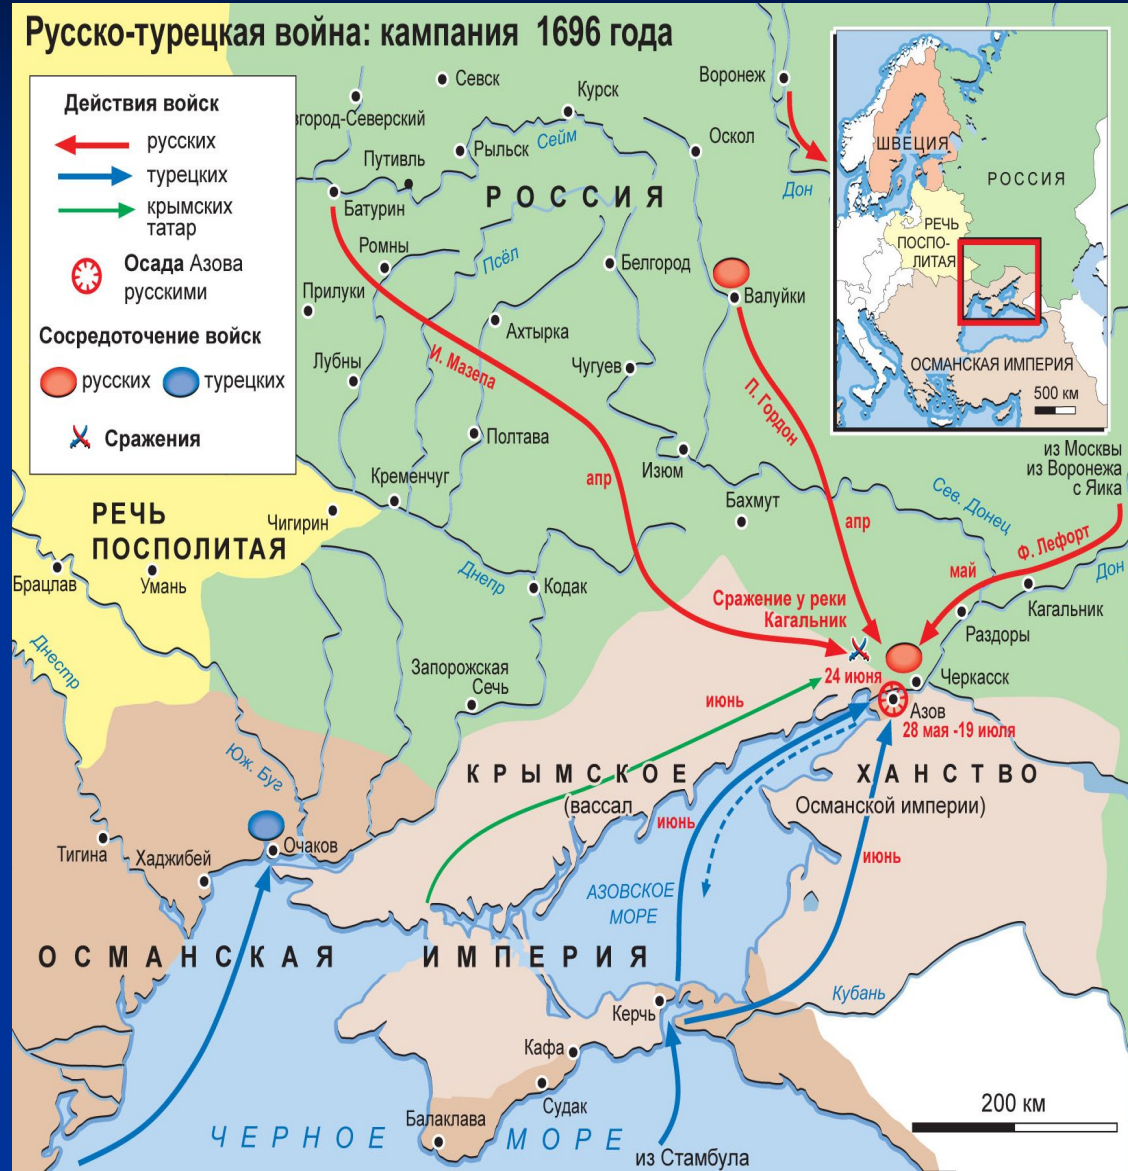 Русско-турецкая война: кампания 1696 года
Действия войск
русских
турецких
крымских
татар
Осада Азова
русскими
Сосредоточение войск
русских
турецких
Сражения
Севск
Курск
Воронеж
згород-Северский
Оскол
Путивль
Рыльск
Сейм
Дон
РОССИЯ
Батурин
Ромны
Псёл
Белгород
Валуйки
Прилуки
Ахтырка
Лубны
И. Мазепа
Чугуев
П. Гордон
Полтава
Изюм
Кременчуг
апр
Бахмут
апр
ШВЕЦИЯ
РОССИЯ
РЕЧЬ
ПОСПО-
ЛИТАЯ
ОСМАНСКАЯ ИМПЕРИЯ
500 км
из Москвы
из Воронежа
с Яика
Сев. Донец
Ф. Лефорт
май
Дон
РЕЧЬ
ПОСПОЛИТАЯ
Чигирин
Брацлав
Умань
Днепр
Кодак
Сражение у реки
Кагальник
Кагальник
Раздоры
Днестр
Запорожская
Сечь
24 июня
Черкасск
июнь
Азов
28 мая -19 июля
Юж. Буг
КРЫМСКОЕ ХАНСТВО
(вассал Османской империи)
июнь
июнь
Тигина
Хаджибей
Очаков
АЗОВСКОЕ
МОРЕ
ОСМАНСКАЯ ИМПЕРИЯ
Керчь
Кубань
Кафа
Судак
Балаклава
200 км
ЧЕРНОЕ МОРЕ
из Стамбула